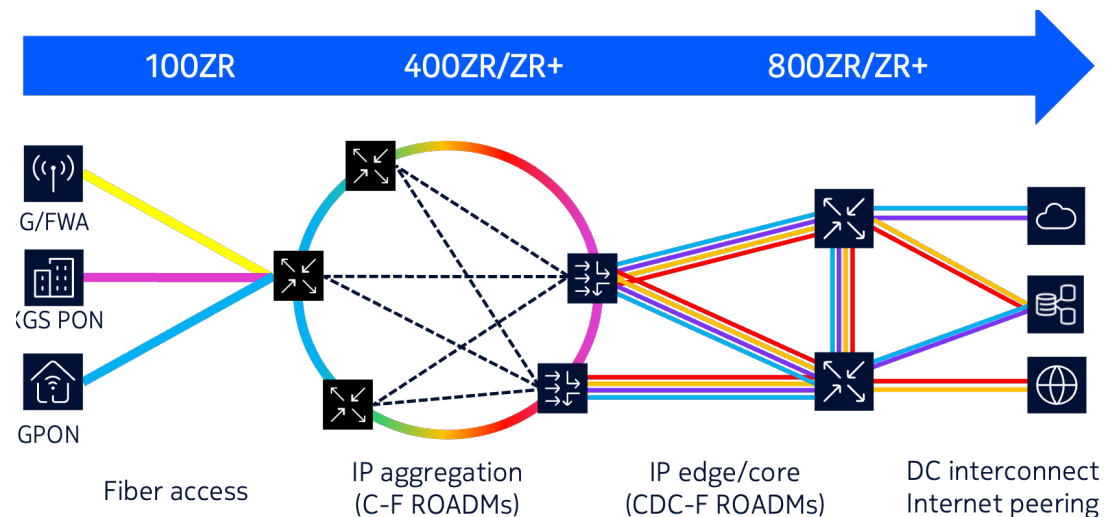 100ZR
400ZR/ZR+
800ZR/ZR+
G/FWA
XGS PON
GPON
Fiber access
IP aggregation
(C-F ROADMs)
IP edge/core
(CDC-F ROADMs)
DC interconnect
Internet peering